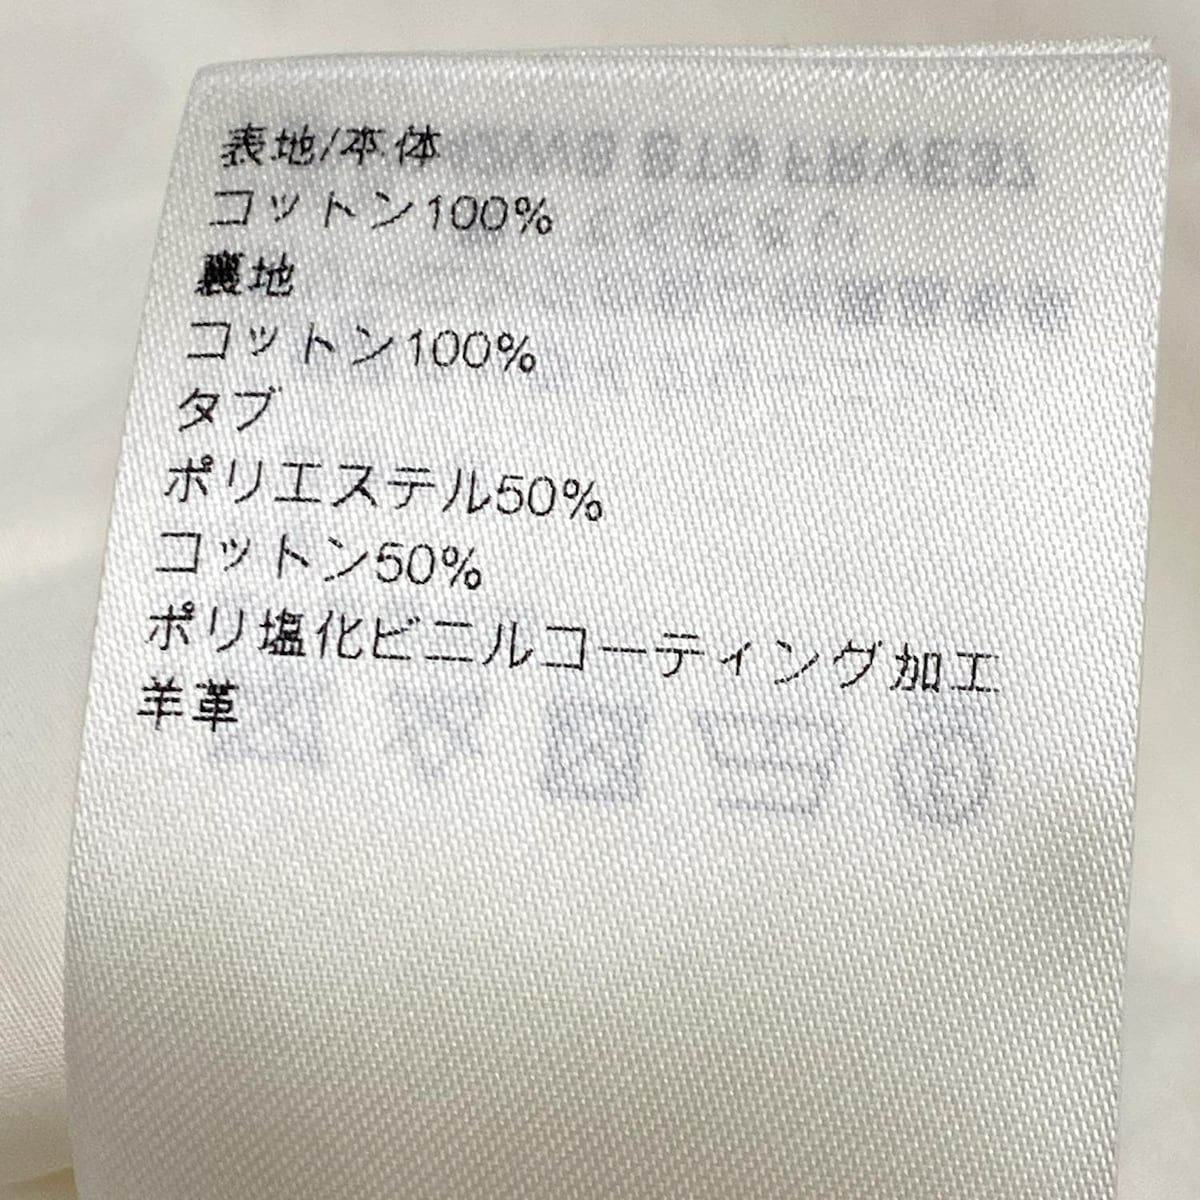 表地/本体
コットン100%
裏地
コットン100%
タブ
ポリエステル50%
コットン50%
ポリ塩化ビニルコーティング加工
羊革